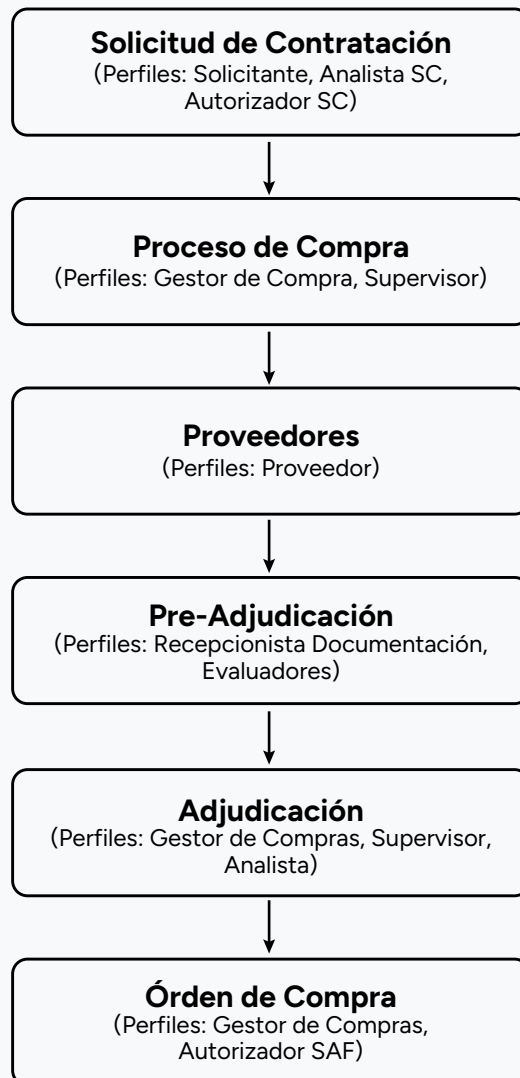 Solicitud de Contratación
(Perfiles: Solicitante, Analista SC,
Autorizador SC)
Proceso de Compra
(Perfiles: Gestor de Compra, Supervisor)
Proveedores
(Perfiles: Proveedor)
Pre-Adjudicación
(Perfiles: Recepcionista Documentación,
Evaluadores)
Adjudicación
(Perfiles: Gestor de Compras, Supervisor,
Analista)
Órden de Compra
(Perfiles: Gestor de Compras,
Autorizador SAF)